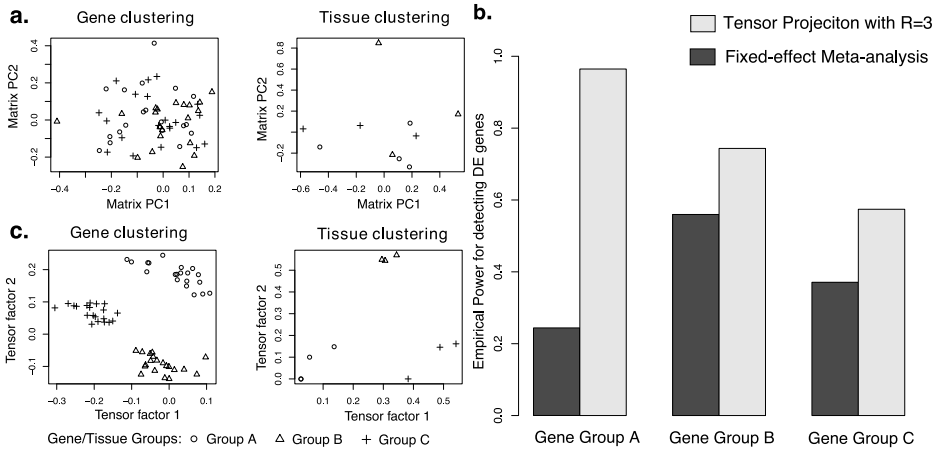 a.
Gene clustering
Matrix PC2
0.4
0.2
0.0
−0.2
−0.4 −0.3 −0.2 −0.1 0.0 0.1 0.2
Matrix PC1
Tissue clustering
Matrix PC2
0.8
0.6
0.4
0.2
0.0
−0.2
−0.6 −0.4 −0.2 0.0 0.2 0.4
Matrix PC1
c.
Gene clustering
Tensor factor 2
0.2
0.1
0.0
−0.1
−0.3 −0.2 −0.1 0.0 0.1
Tensor factor 1
Tissue clustering
Tensor factor 2
0.5
0.3
0.2
0.1
0.0
0.1 0.2 0.3 0.4 0.5
Tensor factor 1
Gene/Tissue Groups: Group A Group B Group C
b.
Tensor Projeciton with R=3
Fixed-effect Meta-analysis
Empirical Power for detecting DE genes
1.0
0.8
0.6
0.4
0.2
0.0
Gene Group A Gene Group B Gene Group C